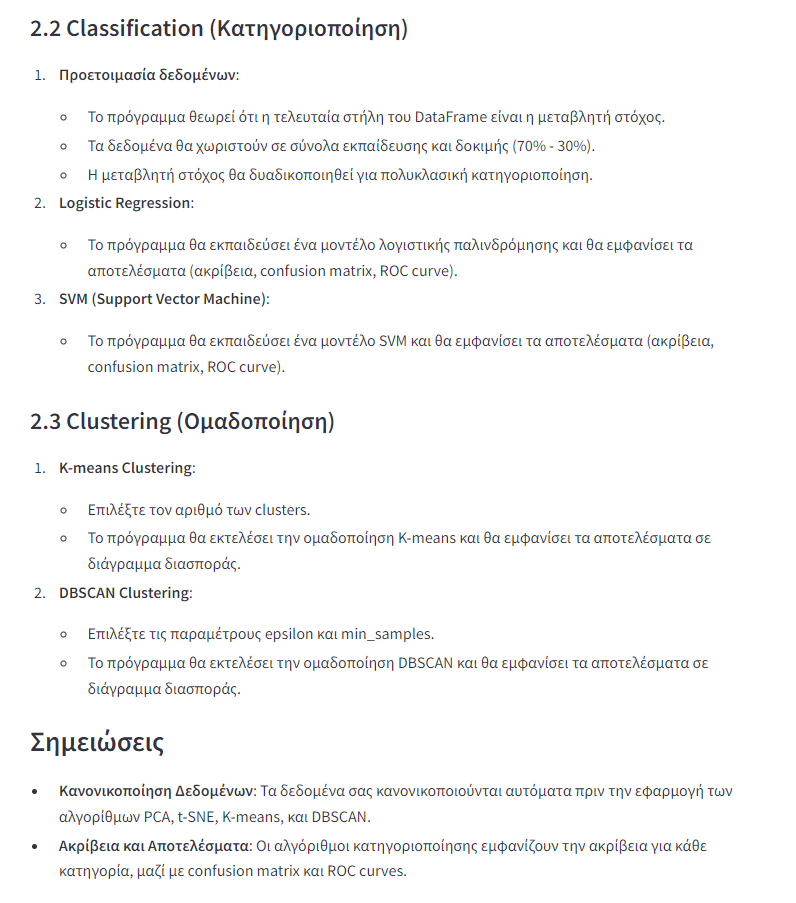 2.2 Classification (Κατηγοριοποίηση)
1. Προετοιμασία δεδομένων:
Το πρόγραμμα θεωρεί ότι η τελευταία στήλη του DataFrame είναι η μεταβλητή στόχος.
Τα δεδομένα θα χωριστούν σε σύνολα εκπαίδευσης και δοκιμής (70% - 30%).
Η μεταβλητή στόχος θα δυαδικοποιηθεί για πολυκλασική κατηγοριοποίηση.
2. Logistic Regression:
Το πρόγραμμα θα εκπαιδεύσει ένα μοντέλο λογιστικής παλινδρόμησης και θα εμφανίσει τα
αποτελέσματα (ακρίβεια, confusion matrix, ROC curve).
3. SVM (Support Vector Machine):
Το πρόγραμμα θα εκπαιδεύσει ένα μοντέλο SVM και θα εμφανίσει τα αποτελέσματα (ακρίβεια,
confusion matrix, ROC curve).
2.3 Clustering (Ομαδοποίηση)
1. K-means Clustering:
Επιλέξτε τον αριθμό των clusters.
Το πρόγραμμα θα εκτελέσει την ομαδοποίηση K-means και θα εμφανίσει τα αποτελέσματα σε
διάγραμμα διασποράς.
2. DBSCAN Clustering:
Επιλέξτε τις παραμέτρους epsilon και min_samples.
Το πρόγραμμα θα εκτελέσει την ομαδοποίηση DBSCAN και θα εμφανίσει τα αποτελέσματα σε
διάγραμμα διασποράς.
Σημειώσεις
Κανονικοποίηση Δεδομένων: Τα δεδομένα σας κανονικοποιούνται αυτόματα πριν την εφαρμογή των
αλγορίθμων PCA, t-SNE, K-means, και DBSCAN.
Ακρίβεια και Αποτελέσματα: Οι αλγόριθμοι κατηγοριοποίησης εμφανίζουν την ακρίβεια για κάθε
κατηγορία, μαζί με confusion matrix και ROC curves.